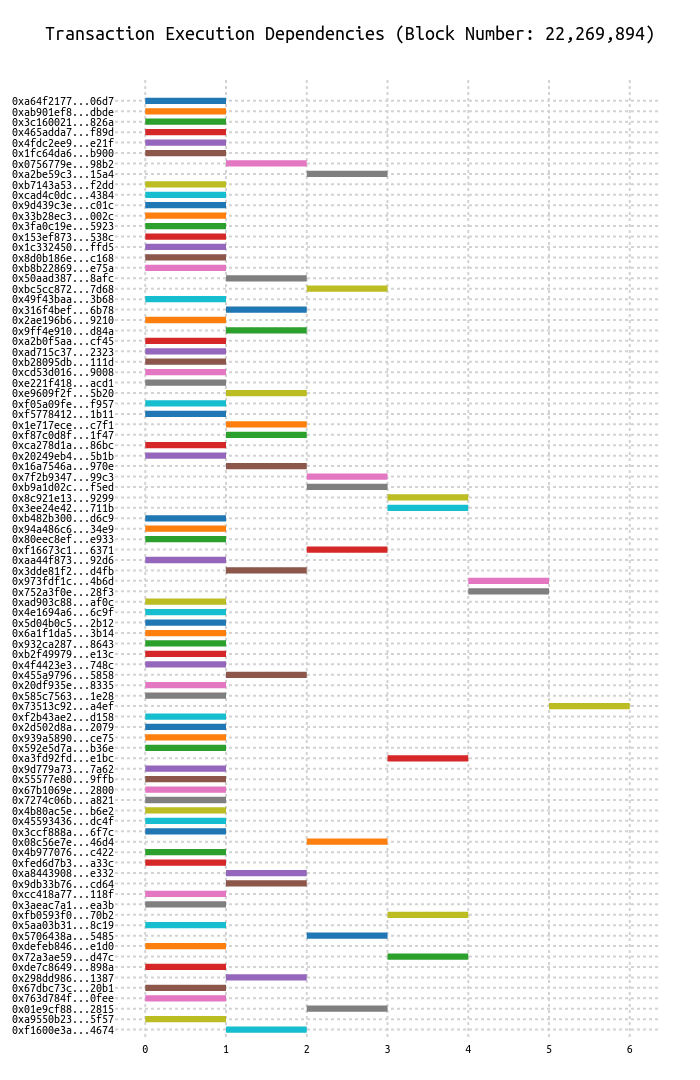 Transaction Execution Dependencies (Block Number: 22,269,894)
0xa64f2177...06d7
0xab901ef8...dbde
0x3c160021...826a
0x465adda7...f89d
0x4fdc2ee9...e21f
0x1fc64da6...b900
0x0756779e...98b2
0xa2be59c3...15a4
0xb7143a53...f2dd
0xcad4c0dc...4384
0x9d439c3e...c01c
0x33b28ec3...002c
0x3fa0c19e...5923
0x153ef873...538c
0x1c332450...ffd5
0x8d0b186e...c168
0xb8b22869...e75a
0x50aad387...8afc
0xbc5cc872...7d68
0x49f43baa...3b68
0x316f4bef...6b78
0x2ae196b6...9210
0x9ff4e910...d84a
0xa2b0f5aa...cf45
0xad715c37...2323
0xb28095db...111d
0xcd53d016...9008
0xe221f418...acd1
0xe9609f2f...5b20
0xf05a09fe...f957
0xf5778412...1b11
0x1e717ece...c7f1
0xf87c0d8f...1f47
0xca278d1a...86bc
0x20249eb4...5b1b
0x16a7546a...970e
0x7f2b9347...99c3
0xb9a1d02c...f5ed
0x8c921e13...9299
0x3ee24e42...711b
0xb482b300...d6c9
0x94a486c6...34e9
0x80eec8ef...e933
0xf16673c1...6371
0xaa44f873...92d6
0x3dde81f2...d4fb
0x973fdf1c...4b6d
0x752a3f0e...28f3
0xad903c88...af0c
0x4e1694a6...6c9f
0x5d04b0c5...2b12
0x6a1f1da5...3b14
0x932ca287...8643
0xb2f49979...e13c
0x4f4423e3...748c
0x455a9796...5858
0x20df935e...8335
0x585c7563...1e28
0x73513c92...a4ef
0xf2b43ae2...d158
0x2d502d8a...2079
0x939a5890...ce75
0x592e5d7a...b36e
0xa3fd92fd...e1bc
0x9d779a73...7a62
0x55577e80...9ffb
0x67b1069e...2800
0x7274c06b...a821
0x4b80ac5e...b6e2
0x45593436...dc4f
0x3ccf888a...6f7c
0x08c56e7e...46d4
0x4b977076...c422
0xfed6d7b3...a33c
0xa8443908...e332
0x9db33b76...cd64
0xcc418a77...118f
0x3aeac7a1...ea3b
0xfb0593f0...70b2
0x5aa03b31...8c19
0x5706438a...5485
0xdefeb846...e1d0
0x72a3ae59...d47c
0xde7c8649...898a
0x298dd986...1387
0x67dbc73c...20b1
0x763d784f...0fee
0x01e9cf88...2815
0xa9550b23...5f57
0xf1600e3a...4674
0 1 2 3 4 5 6